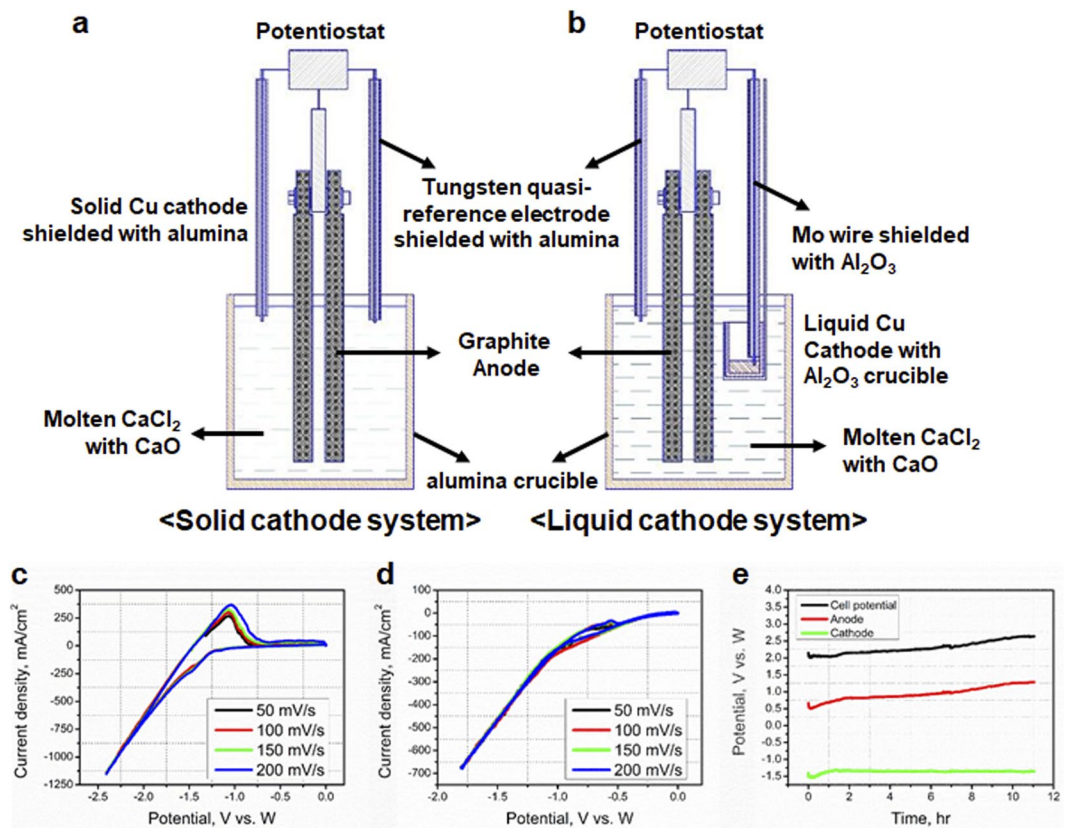 a
Potentiostat
b
Potentiostat
Solid Cu cathode
shielded with alumina
Tungsten quasi-
reference electrode
shielded with alumina
Mo wire shielded
with Al₂O₃
Graphite
Anode
Liquid Cu
Cathode with
Al₂O₃ crucible
Molten CaCl₂
with CaO
alumina crucible
Molten CaCl₂
with CaO
<Solid cathode system>
<Liquid cathode system>
c
Current density, mA/cm²
500
250
0
-250
-500
-750
-1000
-1250
50 mV/s
100 mV/s
150 mV/s
200 mV/s
-2.5 -2.0 -1.5 -1.0 -0.5 0.0
Potential, V vs. W
d
Current density, mA/cm²
100
0
-100
-200
-300
-400
-500
-600
-700
50 mV/s
100 mV/s
150 mV/s
200 mV/s
-2.0 -1.5 -1.0 -0.5 0.0
Potential, V vs. W
e
Potential, V vs. W
4.0
3.5
3.0
2.5
2.0
1.5
1.0
0.5
0.0
-0.5
-1.0
-1.5
Cell potential
Anode
Cathode
0 2 4 6 8 10 12
Time, hr